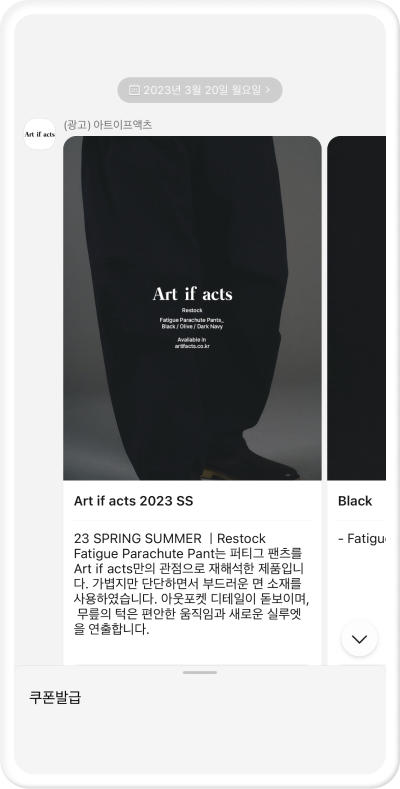 2023년 3월 20일 월요일 >
Art if acts
(광고) 아트이프액츠
Art if acts
Restock
Fatigue Parachute Pants_
Black / Olive / Dark Navy
Available in
artifacts.co.kr
Art if acts 2023 SS
23 SPRING SUMMER ㅣRestock
Fatigue Parachute Pant는 퍼티그 팬츠를
Art if acts만의 관점으로 재해석한 제품입니
다. 가볍지만 단단하면서 부드러운 면 소재를
사용하였습니다. 아웃포켓 디테일이 돋보이며,
무릎의 턱은 편안한 움직임과 새로운 실루엣
을 연출합니다.
Black
- Fatigu
쿠폰발급